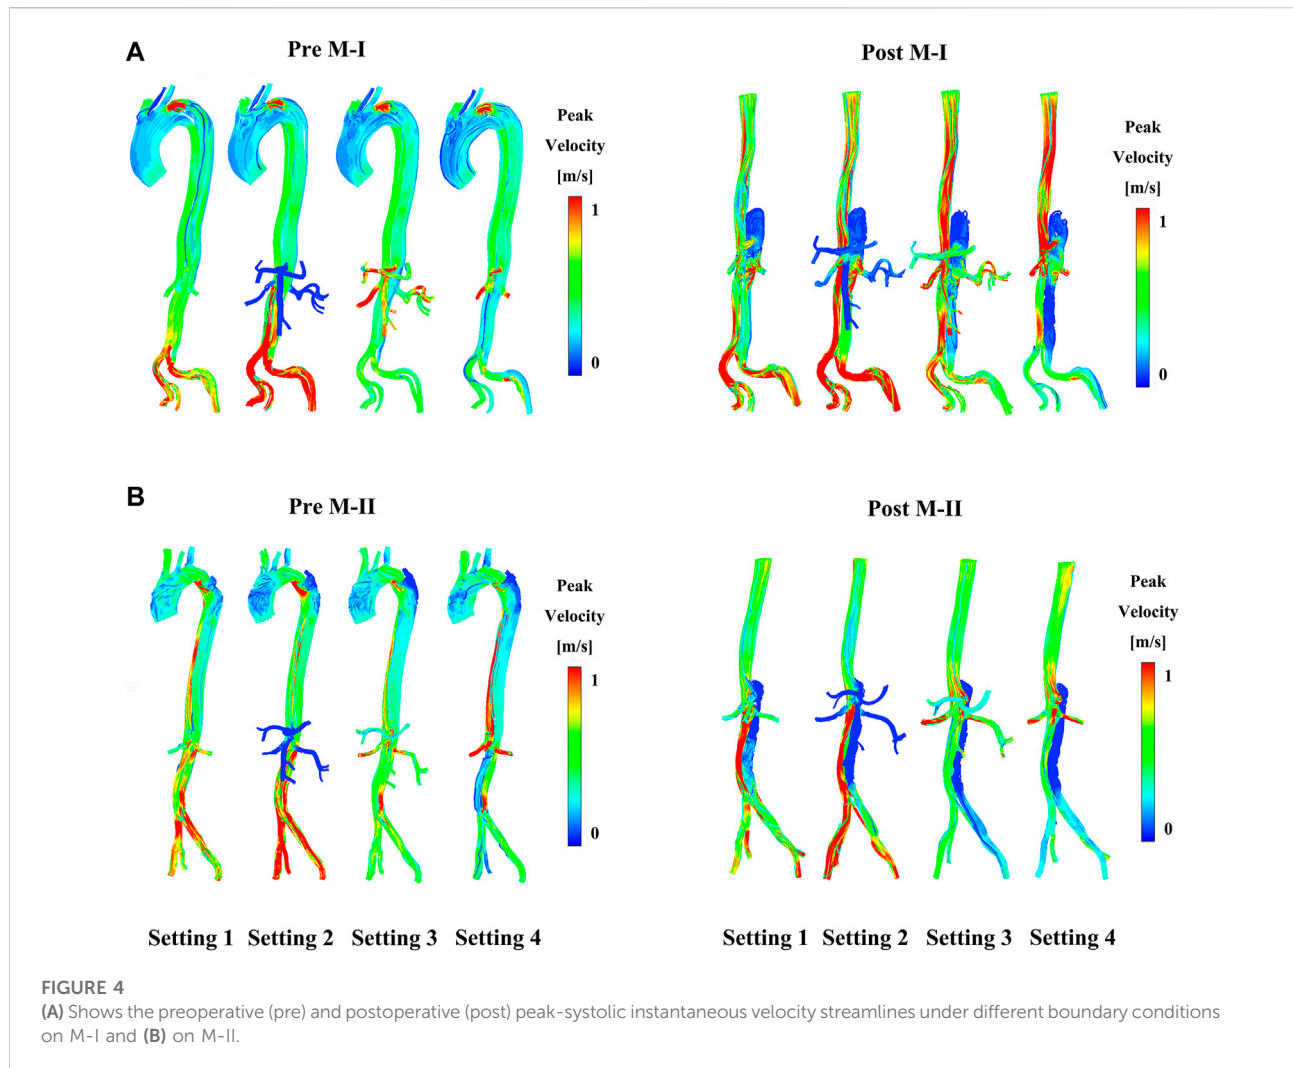 A
Pre M-I
Post M-I
Peak
Velocity
[m/s]
1
0
Peak
Velocity
[m/s]
1
0
B
Pre M-II
Post M-II
Peak
Velocity
[m/s]
1
0
Peak
Velocity
[m/s]
1
0
Setting 1 Setting 2 Setting 3 Setting 4
Setting 1 Setting 2 Setting 3 Setting 4
FIGURE 4
(A) Shows the preoperative (pre) and postoperative (post) peak-systolic instantaneous velocity streamlines under different boundary conditions
on M-I and (B) on M-II.